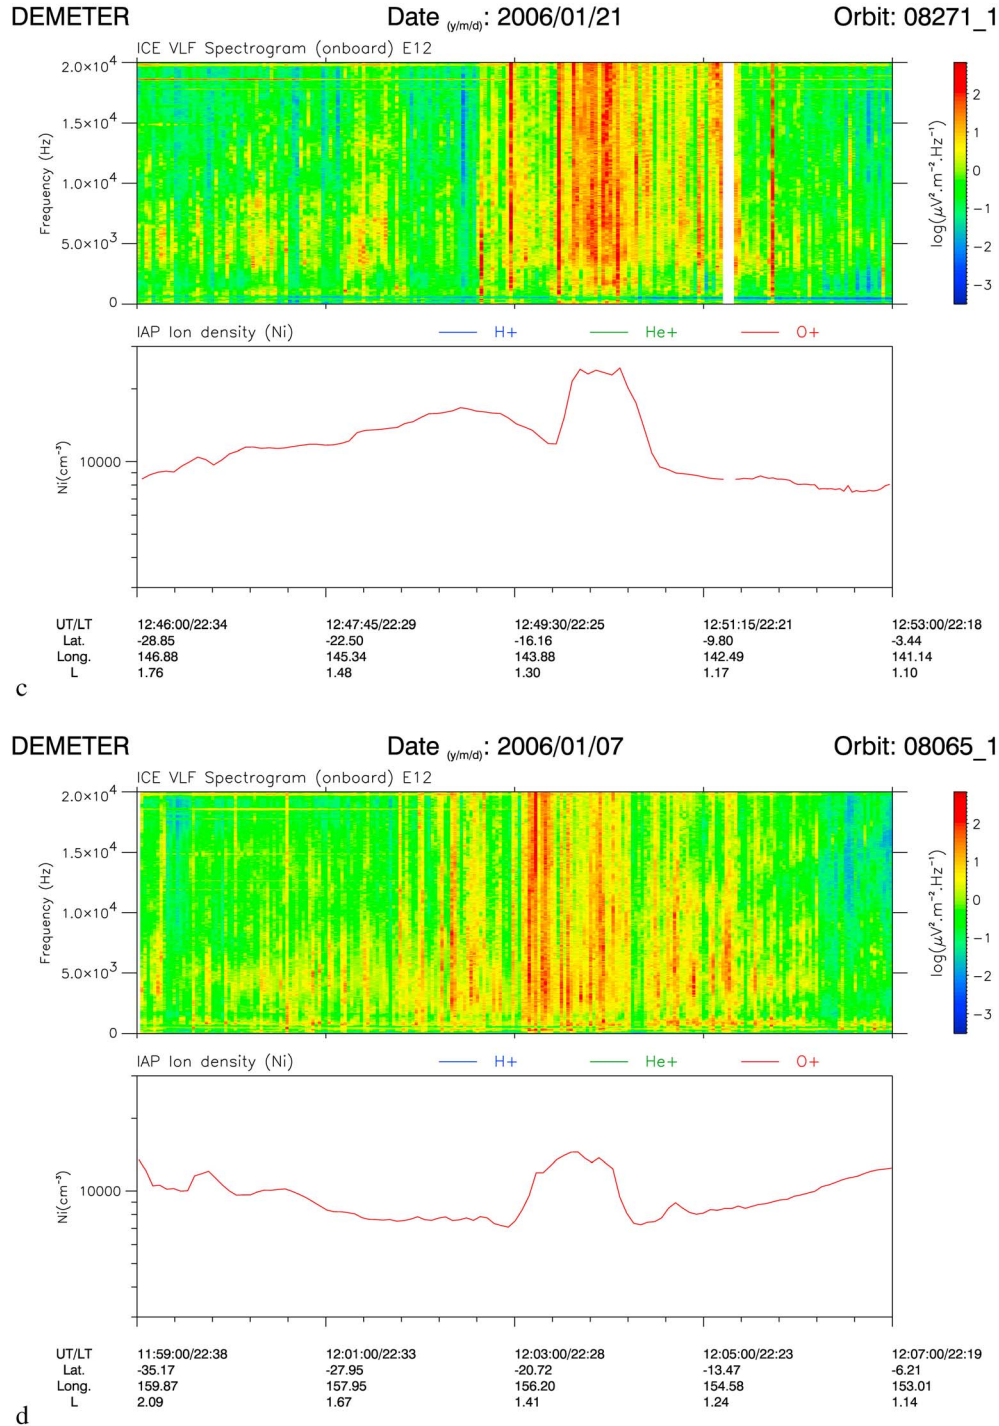 DEMETER Date (y/m/d): 2006/01/21 Orbit: 08271_1
ICE VLF Spectrogram (onboard) E12
2.0×10⁴
1.5×10⁴
1.0×10⁴
5.0×10³
0
Frequency (Hz)
2
1
0
−1
−2
−3
log(μV².m⁻².Hz⁻¹)
IAP Ion density (Ni) H+ He+ O+
10000
Ni(cm⁻³)
UT/LT 12:46:00/22:34 12:47:45/22:29 12:49:30/22:25 12:51:15/22:21 12:53:00/22:18
Lat. -28.85 -22.50 -16.16 -9.80 -3.44
Long. 146.88 145.34 143.88 142.49 141.14
L 1.76 1.48 1.30 1.17 1.10
c
DEMETER Date (y/m/d): 2006/01/07 Orbit: 08065_1
ICE VLF Spectrogram (onboard) E12
2.0×10⁴
1.5×10⁴
1.0×10⁴
5.0×10³
0
Frequency (Hz)
2
1
0
−1
−2
−3
log(μV².m⁻².Hz⁻¹)
IAP Ion density (Ni) H+ He+ O+
10000
Ni(cm⁻³)
UT/LT 11:59:00/22:38 12:01:00/22:33 12:03:00/22:28 12:05:00/22:23 12:07:00/22:19
Lat. -35.17 -27.95 -20.72 -13.47 -6.21
Long. 159.87 157.95 156.20 154.58 153.01
L 2.09 1.67 1.41 1.24 1.14
d